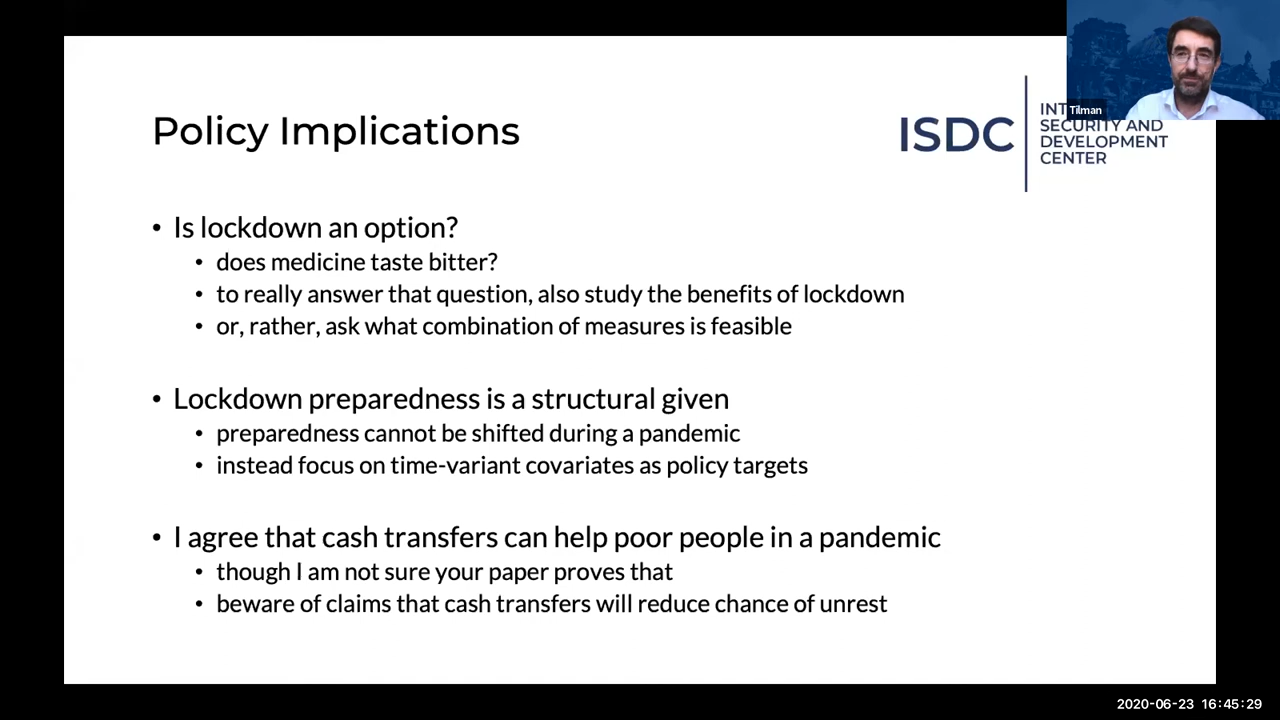 Policy Implications
ISDC
INT
SECURITY AND
DEVELOPMENT
CENTER
Tilman
• Is lockdown an option?
• does medicine taste bitter?
• to really answer that question, also study the benefits of lockdown
• or, rather, ask what combination of measures is feasible
• Lockdown preparedness is a structural given
• preparedness cannot be shifted during a pandemic
• instead focus on time-variant covariates as policy targets
• I agree that cash transfers can help poor people in a pandemic
• though I am not sure your paper proves that
• beware of claims that cash transfers will reduce chance of unrest
2020-06-23 16:45:29